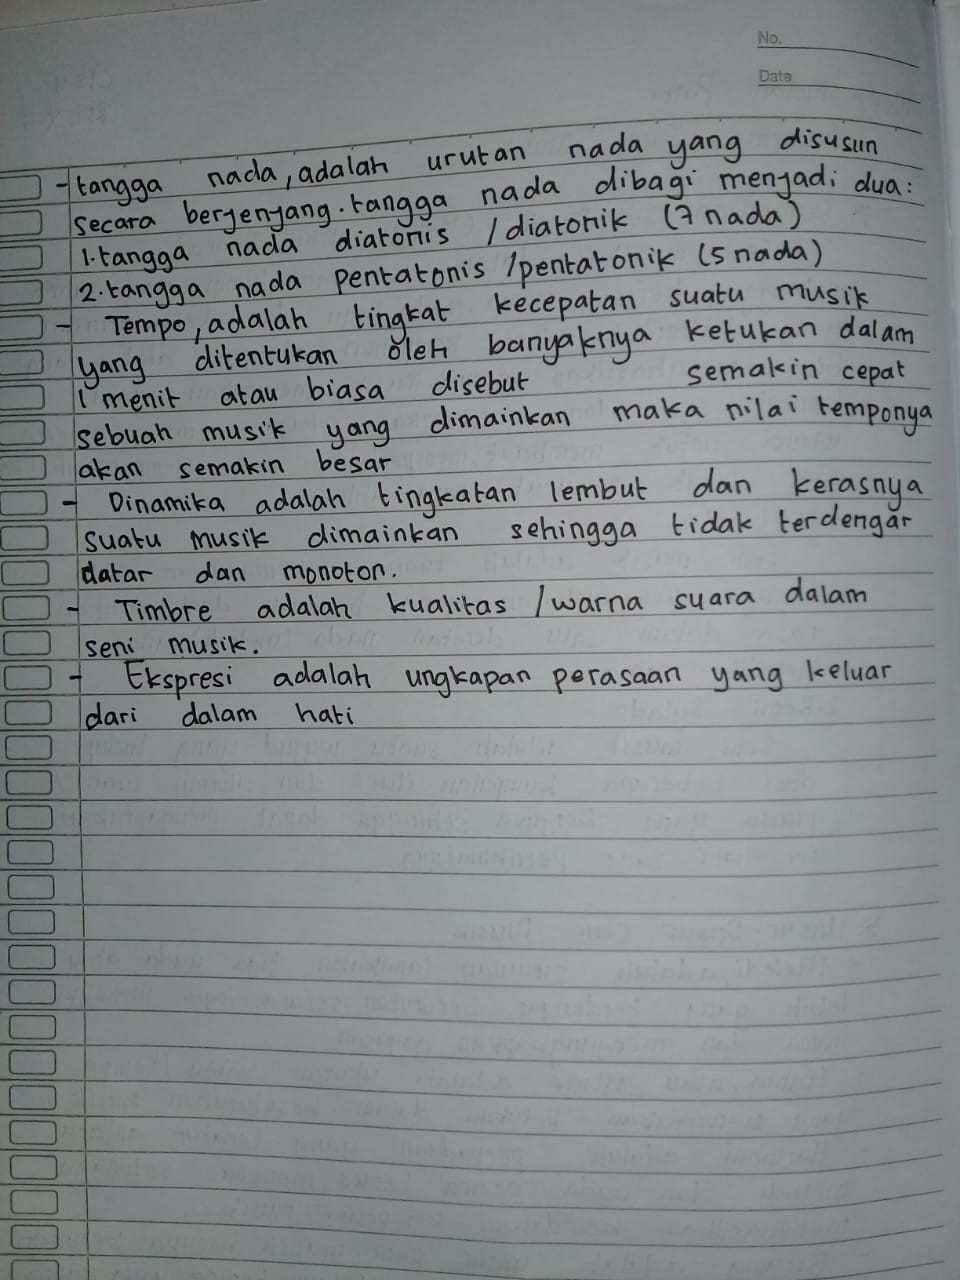 No.
Date
- tangga nada, adalah urutan nada yang disusun
secara berjenjang. tangga nada dibagi menjadi dua:
1. tangga nada diatonis / diatonik (7 nada)
2. tangga nada pentatonis / pentatonik (5 nada)
- Tempo, adalah tingkat kecepatan suatu musik
yang ditentukan oleh banyaknya ketukan dalam
1 menit atau biasa disebut semakin cepat
sebuah musik yang dimainkan maka nilai temponya
akan semakin besar
- Dinamika adalah tingkatan lembut dan kerasnya
suatu musik dimainkan sehingga tidak terdengar
datar dan monoton.
- Timbre adalah kualitas / warna suara dalam
seni musik.
- Ekspresi adalah ungkapan perasaan yang keluar
dari dalam hati